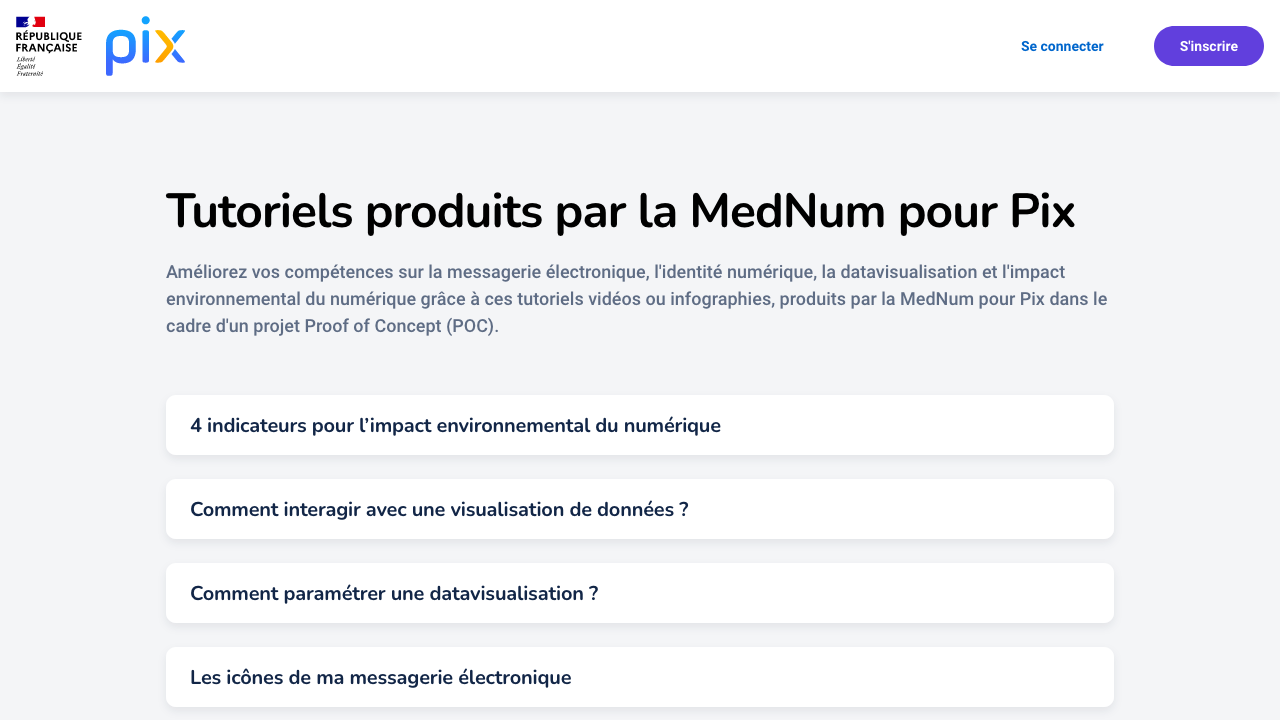 RÉPUBLIQUE
FRANÇAISE
Liberté
Égalité
Fraternité
pix
Se connecter
S'inscrire
Tutoriels produits par la MedNum pour Pix
Améliorez vos compétences sur la messagerie électronique, l'identité numérique, la datavisualisation et l'impact
environnemental du numérique grâce à ces tutoriels vidéos ou infographies, produits par la MedNum pour Pix dans le
cadre d'un projet Proof of Concept (POC).
4 indicateurs pour l’impact environnemental du numérique
Comment interagir avec une visualisation de données ?
Comment paramétrer une datavisualisation ?
Les icônes de ma messagerie électronique